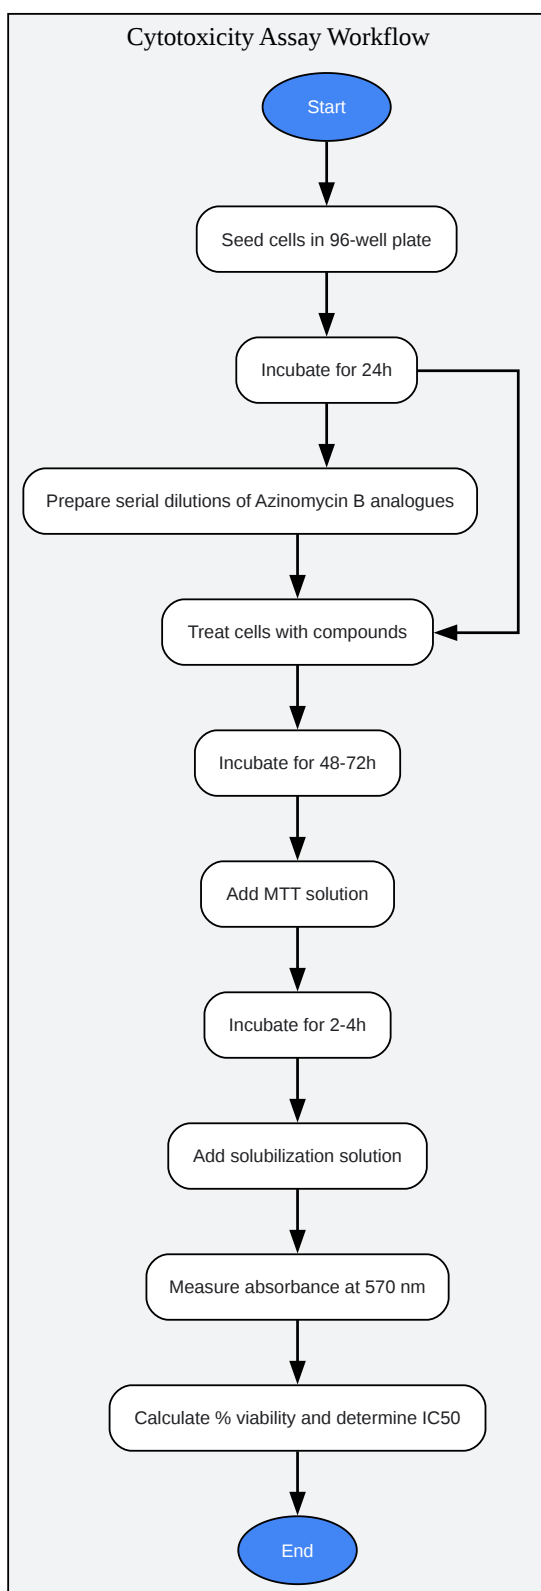 Cytotoxicity Assay Workflow
Start
Seed cells in 96-well plate
Incubate for 24h
Prepare serial dilutions of Azinomycin B analogues
Treat cells with compounds
Incubate for 48-72h
Add MTT solution
Incubate for 2-4h
Add solubilization solution
Measure absorbance at 570 nm
Calculate % viability and determine IC50
End